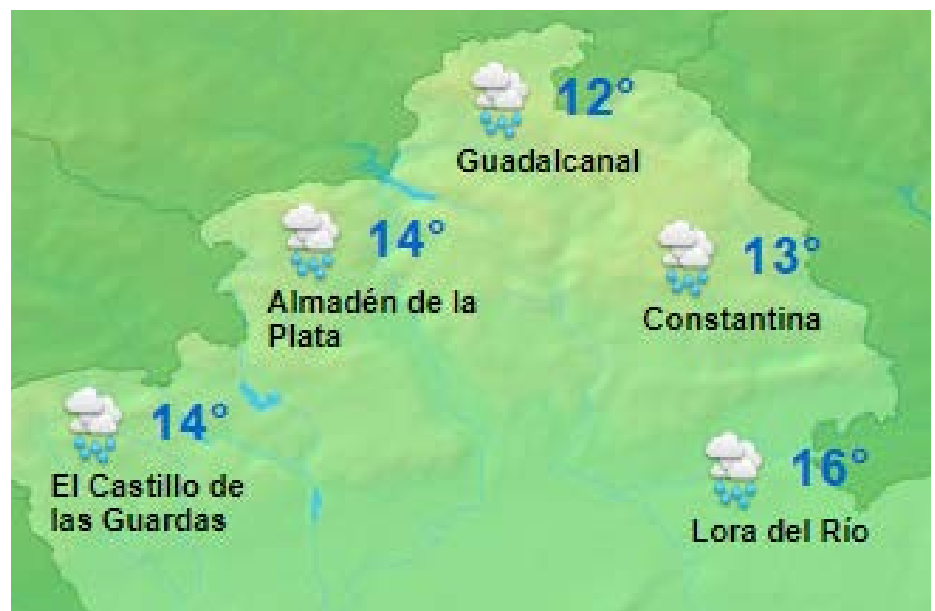 12°
Guadalcanal
14°
Almadén de la
Plata
13°
Constantina
14°
El Castillo de
las Guardas
16°
Lora del Río